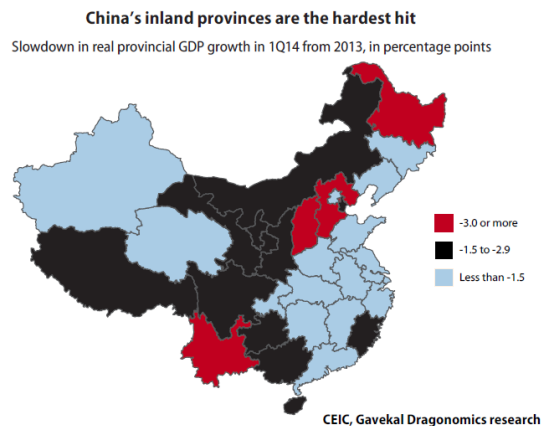 China's inland provinces are the hardest hit
Slowdown in real provincial GDP growth in 1Q14 from 2013, in percentage points
-3.0 or more
-1.5 to -2.9
Less than -1.5
CEIC, Gavekal Dragonomics research